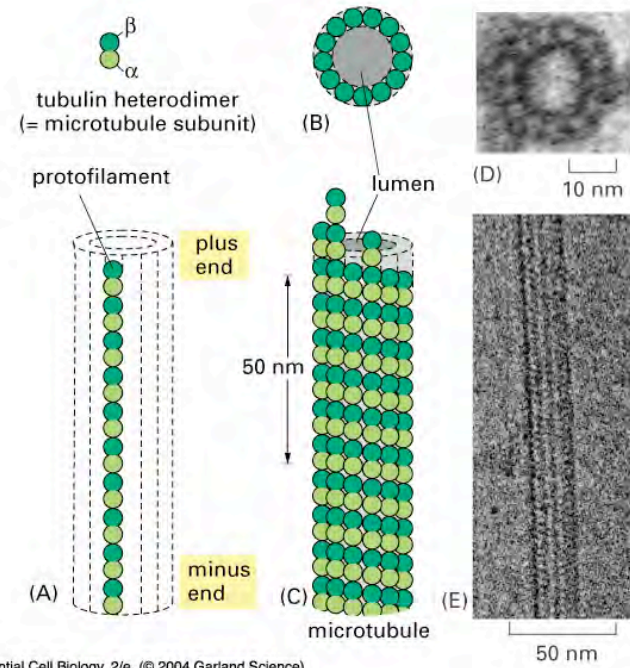 β
α
tubulin heterodimer
(= microtubule subunit)
(B)
(D)
10 nm
protofilament
lumen
plus
end
50 nm
minus
end
(A)
(C)
microtubule
(E)
50 nm
ntial Cell Biology, 2/e. (© 2004 Garland Science)